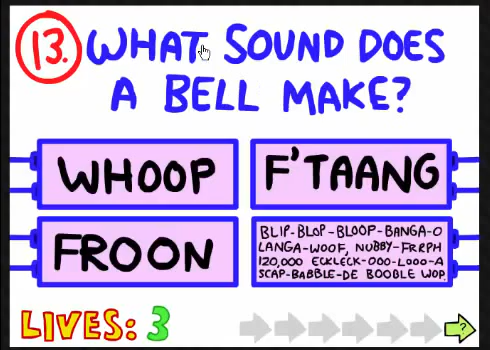 13. WHAT SOUND DOES
A BELL MAKE?
WHOOP
F'TAANG
FROON
BLIP-BLOP-BLOOP-BANGA-O
LANGA-WOOF, NUBBY-FRRPH
120,000 ECKLECK-OOO-LOOO-A
SCAP-BABBLE-DE BOOBLE WOP.
LIVES: 3
?